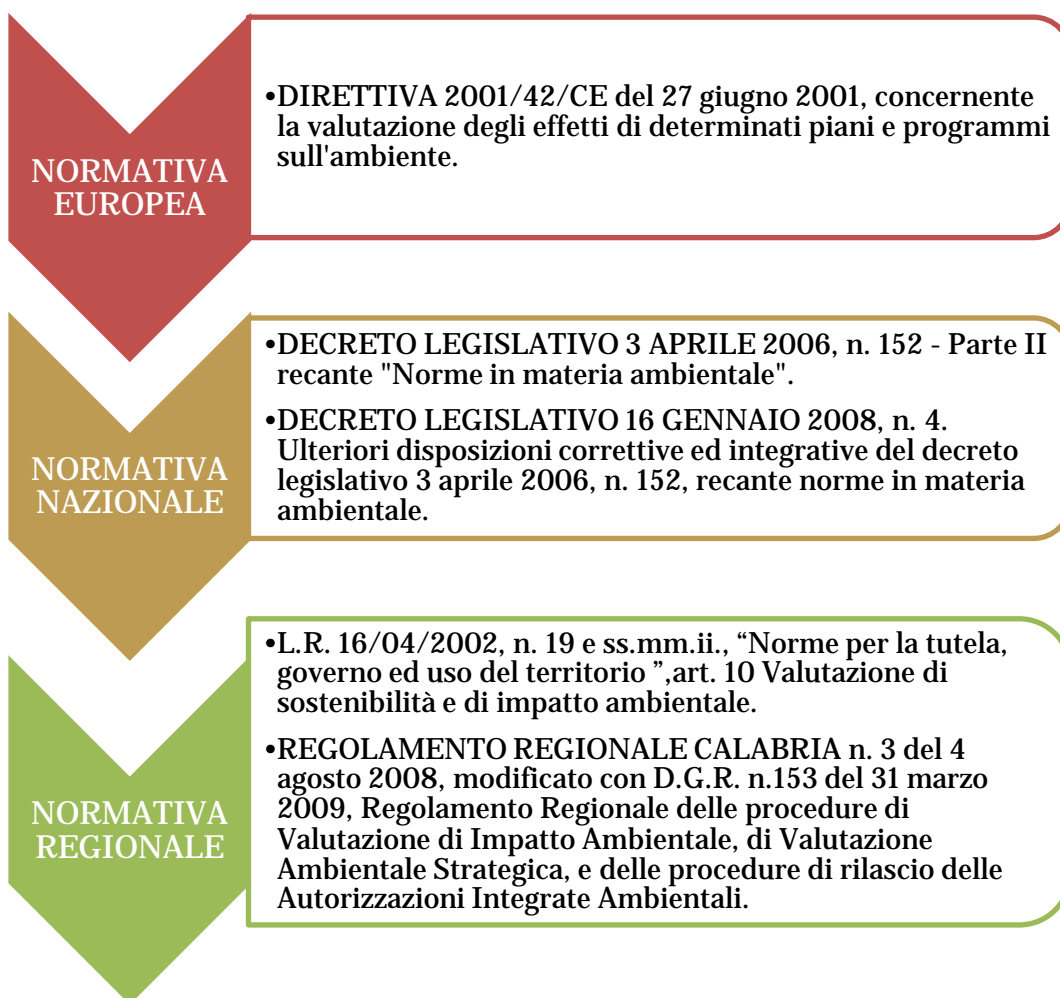 NORMATIVA
EUROPEA
•DIRETTIVA 2001/42/CE del 27 giugno 2001, concernente
la valutazione degli effetti di determinati piani e programmi
sull'ambiente.
NORMATIVA
NAZIONALE
•DECRETO LEGISLATIVO 3 APRILE 2006, n. 152 - Parte II
recante "Norme in materia ambientale".
•DECRETO LEGISLATIVO 16 GENNAIO 2008, n. 4.
Ulteriori disposizioni correttive ed integrative del decreto
legislativo 3 aprile 2006, n. 152, recante norme in materia
ambientale.
NORMATIVA
REGIONALE
•L.R. 16/04/2002, n. 19 e ss.mm.ii., “Norme per la tutela,
governo ed uso del territorio ”,art. 10 Valutazione di
sostenibilità e di impatto ambientale.
•REGOLAMENTO REGIONALE CALABRIA n. 3 del 4
agosto 2008, modificato con D.G.R. n.153 del 31 marzo
2009, Regolamento Regionale delle procedure di
Valutazione di Impatto Ambientale, di Valutazione
Ambientale Strategica, e delle procedure di rilascio delle
Autorizzazioni Integrate Ambientali.